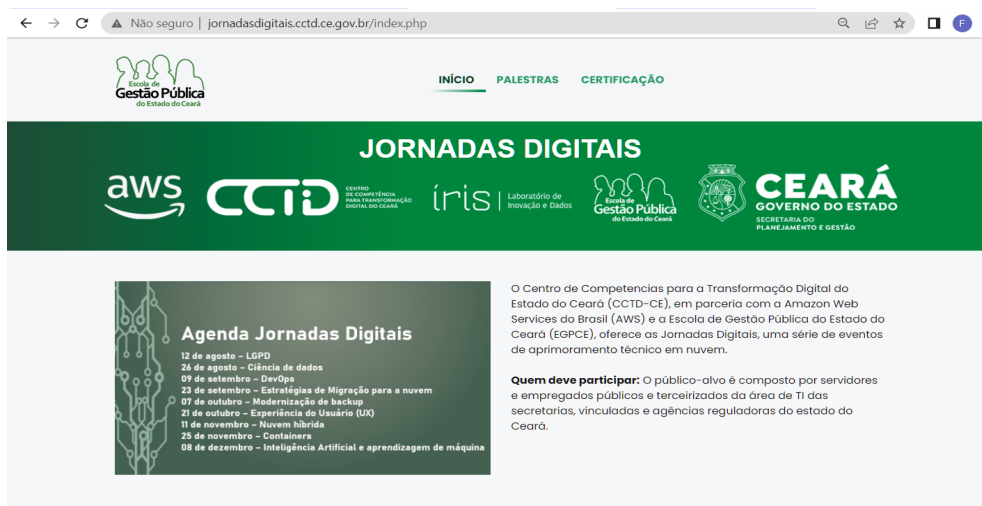 Não seguro | jornadasdigitais.cctd.ce.gov.br/index.php
F
Escola de
Gestão Pública
do Estado do Ceará
INÍCIO PALESTRAS CERTIFICAÇÃO
JORNADAS DIGITAIS
aws
CCTD
CENTRO
DE COMPETÊNCIA
PARA TRANSFORMAÇÃO
DIGITAL DO CEARÁ
íris | Laboratório de
Inovação e Dados
Escola de
Gestão Pública
do Estado do Ceará
CEARÁ
GOVERNO DO ESTADO
SECRETARIA DO
PLANEJAMENTO E GESTÃO
Agenda Jornadas Digitais
12 de agosto – LGPD
26 de agosto – Ciência de dados
09 de setembro – DevOps
23 de setembro – Estratégias de Migração para a nuvem
07 de outubro – Modernização de backup
21 de outubro – Experiência do Usuário (UX)
11 de novembro – Nuvem híbrida
25 de novembro – Containers
08 de dezembro – Inteligência Artificial e aprendizagem de máquina
O Centro de Competencias para a Transformação Digital do
Estado do Ceará (CCTD-CE), em parceria com a Amazon Web
Services do Brasil (AWS) e a Escola de Gestão Pública do Estado do
Ceará (EGPCE), oferece as Jornadas Digitais, uma série de eventos
de aprimoramento técnico em nuvem.
Quem deve participar: O público-alvo é composto por servidores
e empregados públicos e terceirizados da área de TI das
secretarias, vinculadas e agências reguladoras do estado do
Ceará.